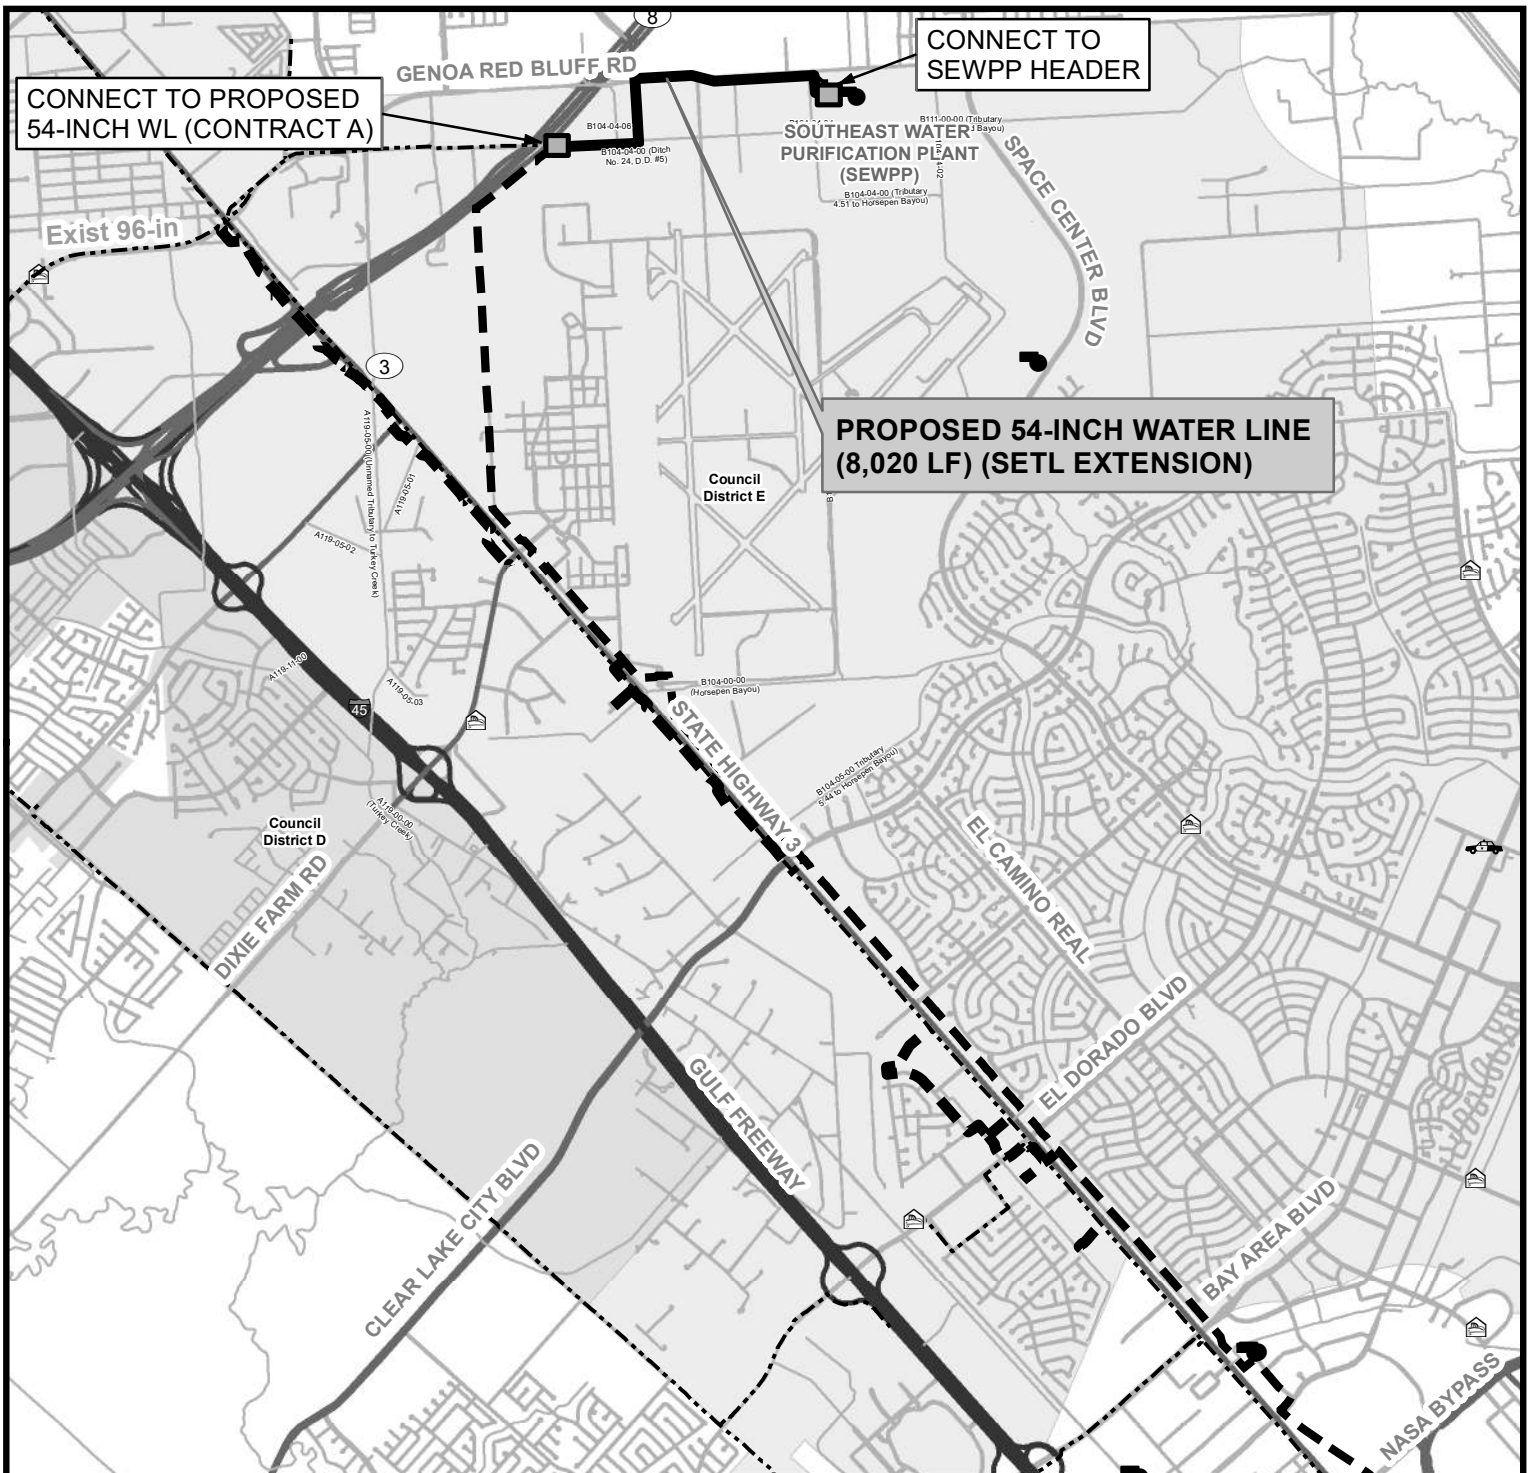 8
CONNECT TO
SEWPP HEADER
GENOA RED BLUFF RD
CONNECT TO PROPOSED
54-INCH WL (CONTRACT A)
B104-04-06
B104-04-00 (Ditch
No. 24, D.D. #5)
B111-00-00 (Tributary
Bayou)
SOUTHEAST WATER
PURIFICATION PLANT
(SEWPP)
B104-04-00 (Tributary
4.51 to Horsepen Bayou)
SPACE CENTER BLVD
Exist 96-in
3
PROPOSED 54-INCH WATER LINE
(8,020 LF) (SETL EXTENSION)
Council
District E
A119-05-00 (Unnamed Tributary to Turkey Creek)
A119-05-01
A119-05-02
A119-11-00
A119-05-03
45
B104-00-00
(Horsepen Bayou)
STATE HIGHWAY 3
B104-05-00 Tributary
5.44 to Horsepen Bayou)
A119-00-00
(Turkey Creek)
Council
District D
DIXIE FARM RD
EL CAMINO REAL
EL DORADO BLVD
GULF FREEWAY
CLEAR LAKE CITY BLVD
BAY AREA BLVD
NASA BYPASS